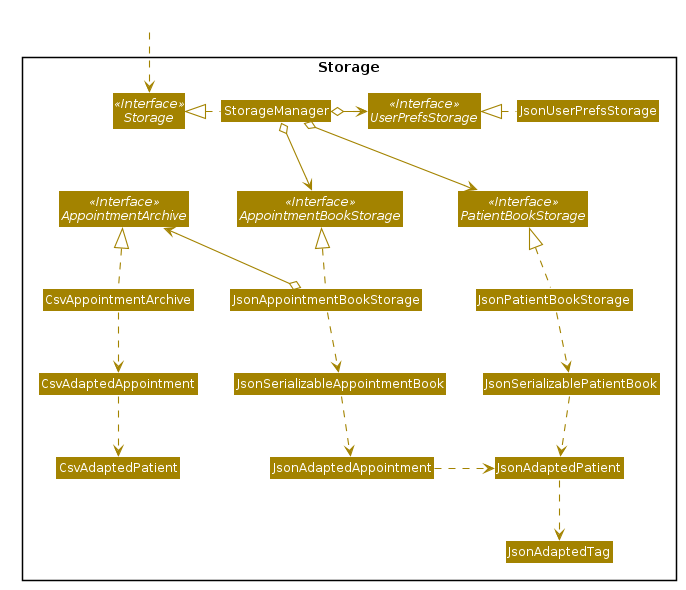 Storage
«Interface»
Storage
StorageManager
«Interface»
UserPrefsStorage
JsonUserPrefsStorage
«Interface»
AppointmentArchive
«Interface»
AppointmentBookStorage
«Interface»
PatientBookStorage
CsvAppointmentArchive
JsonAppointmentBookStorage
JsonPatientBookStorage
CsvAdaptedAppointment
JsonSerializableAppointmentBook
JsonSerializablePatientBook
CsvAdaptedPatient
JsonAdaptedAppointment
JsonAdaptedPatient
JsonAdaptedTag